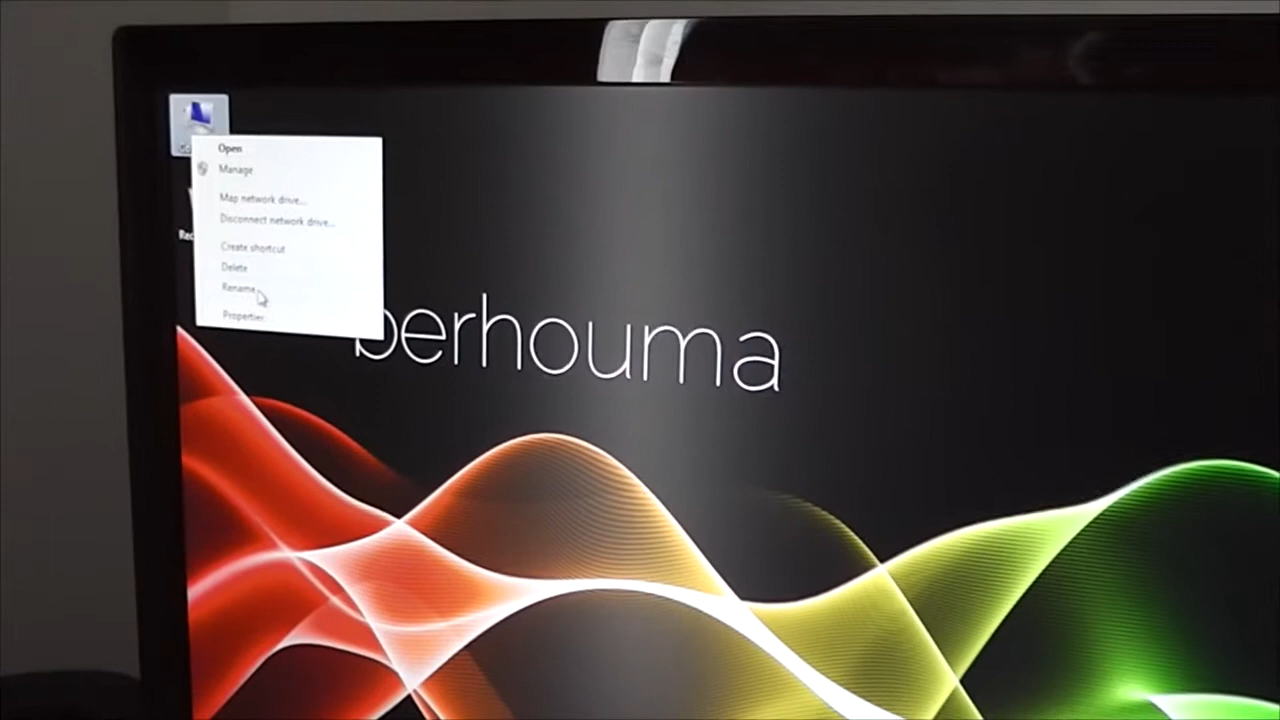 Open
Manage
Map network drive...
Disconnect network drive...
Create shortcut
Delete
Rename
Properties
berhouma